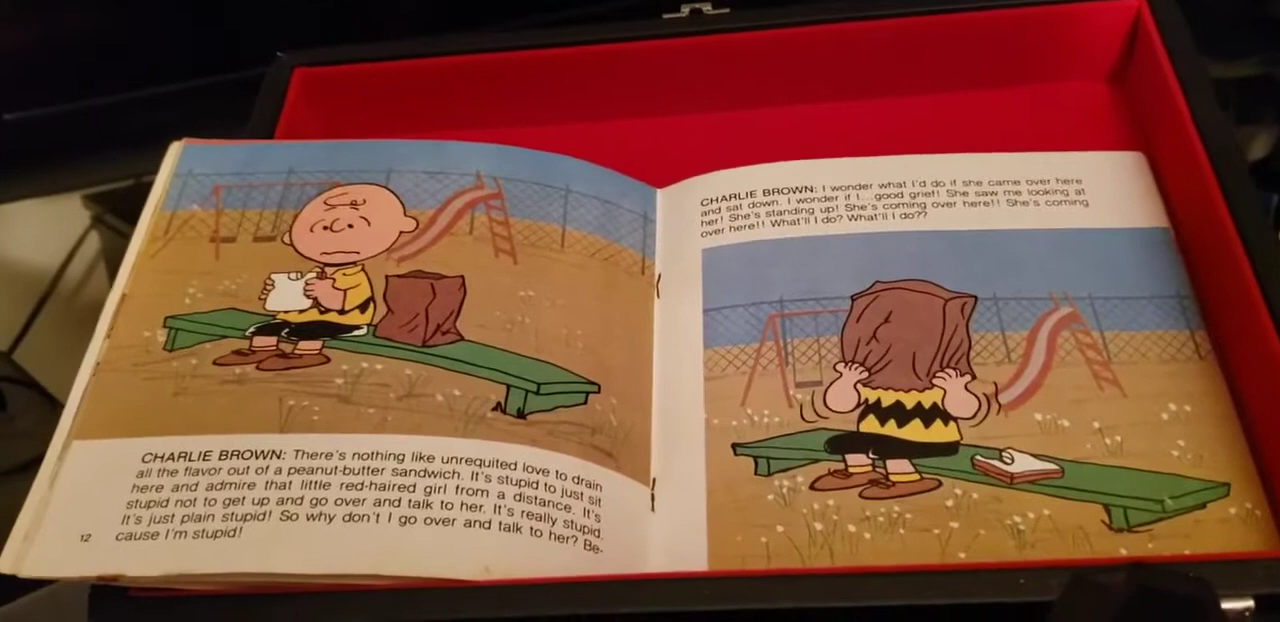 CHARLIE BROWN: There's nothing like unrequited love to drain
all the flavor out of a peanut-butter sandwich. It's stupid to just sit
here and admire that little red-haired girl from a distance. It's
stupid not to get up and go over and talk to her. It's really stupid.
It's just plain stupid! So why don't I go over and talk to her? Be-
cause I'm stupid!
12
CHARLIE BROWN: I wonder what I'd do if she came over here
and sat down. I wonder if I...good grief! She saw me looking at
her! She's standing up! She's coming over here!! She's coming
over here!! What'll I do? What'll I do??